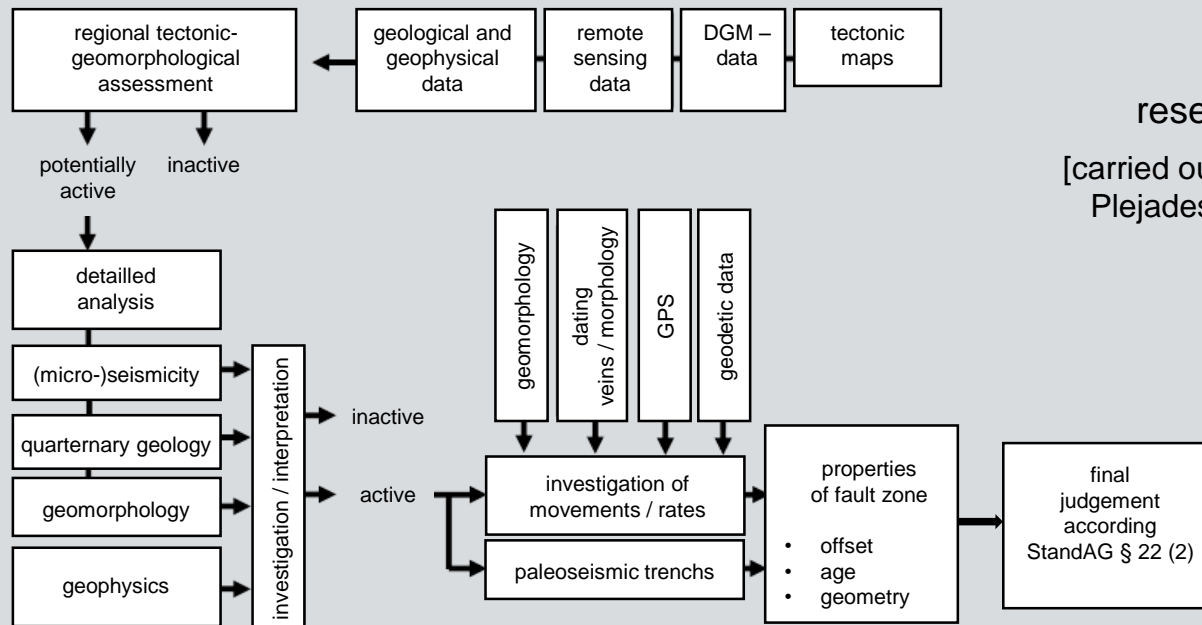 regional tectonic-
geomorphological
assessment
geological and
geophysical
data
remote
sensing
data
DGM –
data
tectonic
maps
potentially
active
inactive
rese
[carried ou
Plejades
detailled
analysis
(micro-)seismicity
quarternary geology
geomorphology
geophysics
investigation / interpretation
inactive
active
geomorphology
dating
veins / morphology
GPS
geodetic data
investigation of
movements / rates
paleoseismic trenchs
properties
of fault zone
• offset
• age
• geometry
final
judgement
according
StandAG § 22 (2)